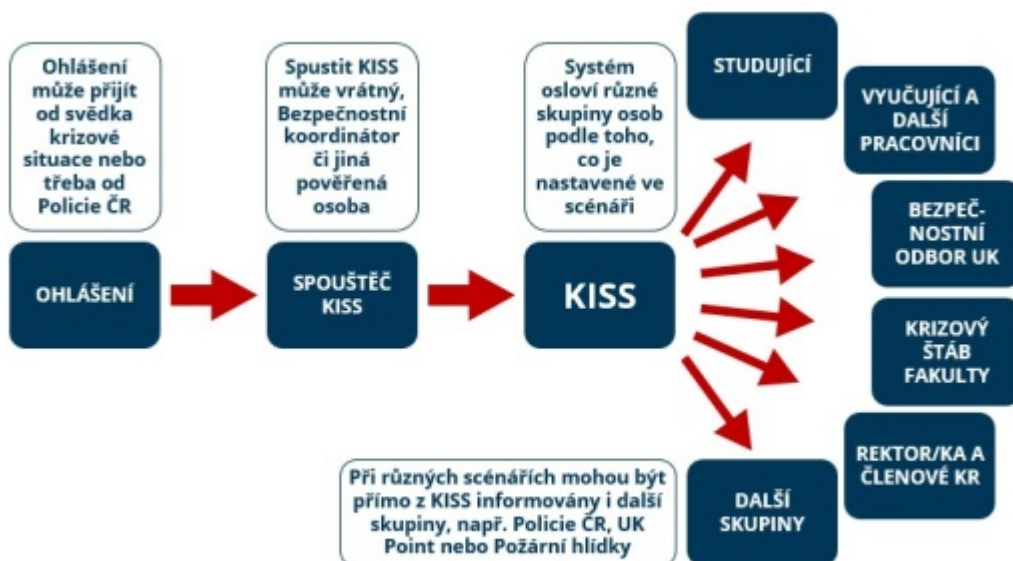 Ohlášení
může přijít
od svědka
krizové
situace nebo
třeba od
Policie ČR
OHLÁŠENÍ
Spustit KISS
může vrátný,
Bezpečnostní
koordinátor
či jiná
pověřená
osoba
SPOUŠTĚČ
KISS
Systém
osloví různé
skupiny osob
podle toho,
co je
nastavené ve
scénáři
KISS
STUDUJÍCÍ
VYUČUJÍCÍ A
DALŠÍ
PRACOVNÍCI
BEZPEČ-
NOSTNÍ
ODBOR UK
KRIZOVÝ
ŠTÁB
FAKULTY
REKTOR/KA A
ČLENOVÉ KR
DALŠÍ
SKUPINY
Při různých scénářích mohou být
přímo z KISS informovány i další
skupiny, např. Policie ČR, UK
Point nebo Požární hlídky